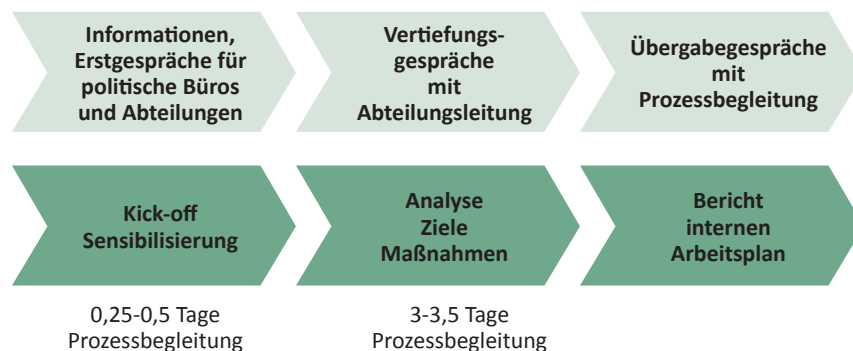 Informationen,
Erstgespräche für
politische Büros
und Abteilungen
Vertiefungs-
gespräche
mit
Abteilungsleitung
Übergabegespräche
mit
Prozessbegleitung
Kick-off
Sensibilisierung
Analyse
Ziele
Maßnahmen
Bericht
internen
Arbeitsplan
0,25-0,5 Tage
Prozessbegleitung
3-3,5 Tage
Prozessbegleitung